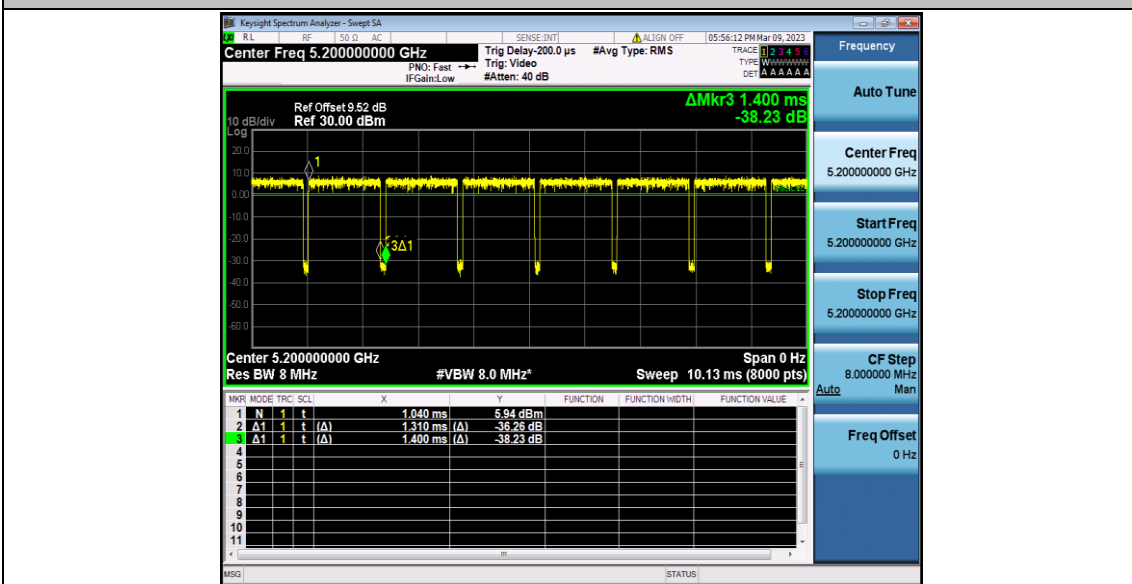 Keysight Spectrum Analyzer - Swept SA
LXI RL RF 50 Ω AC SENSE:INT ALIGN OFF 05:56:12 PM Mar 09, 2023
Center Freq 5.200000000 GHz Trig Delay-200.0 µs #Avg Type: RMS TRACE 1 2 3 4 5 6
PNO: Fast Trig: Video TYPE WWWWWW
IFGain:Low #Atten: 40 dB DET A A A A A A
Frequency
Auto Tune
Center Freq
5.200000000 GHz
Start Freq
5.200000000 GHz
Stop Freq
5.200000000 GHz
CF Step
8.000000 MHz
Auto Man
Freq Offset
0 Hz
ΔMkr3 1.400 ms
-38.23 dB
Ref Offset 9.52 dB
10 dB/div Ref 30.00 dBm
Log
20.0
10.0
0.00
-10.0
-20.0
-30.0
-40.0
-50.0
-60.0
1
3Δ1
Center 5.200000000 GHz Span 0 Hz
Res BW 8 MHz #VBW 8.0 MHz* Sweep 10.13 ms (8000 pts)
MKR MODE TRC SCL X Y FUNCTION FUNCTION WIDTH FUNCTION VALUE
1 N 1 t 1.040 ms 5.94 dBm
2 Δ1 1 t (Δ) 1.310 ms (Δ) -36.26 dB
3 Δ1 1 t (Δ) 1.400 ms (Δ) -38.23 dB
4
5
6
7
8
9
10
11
MSG STATUS